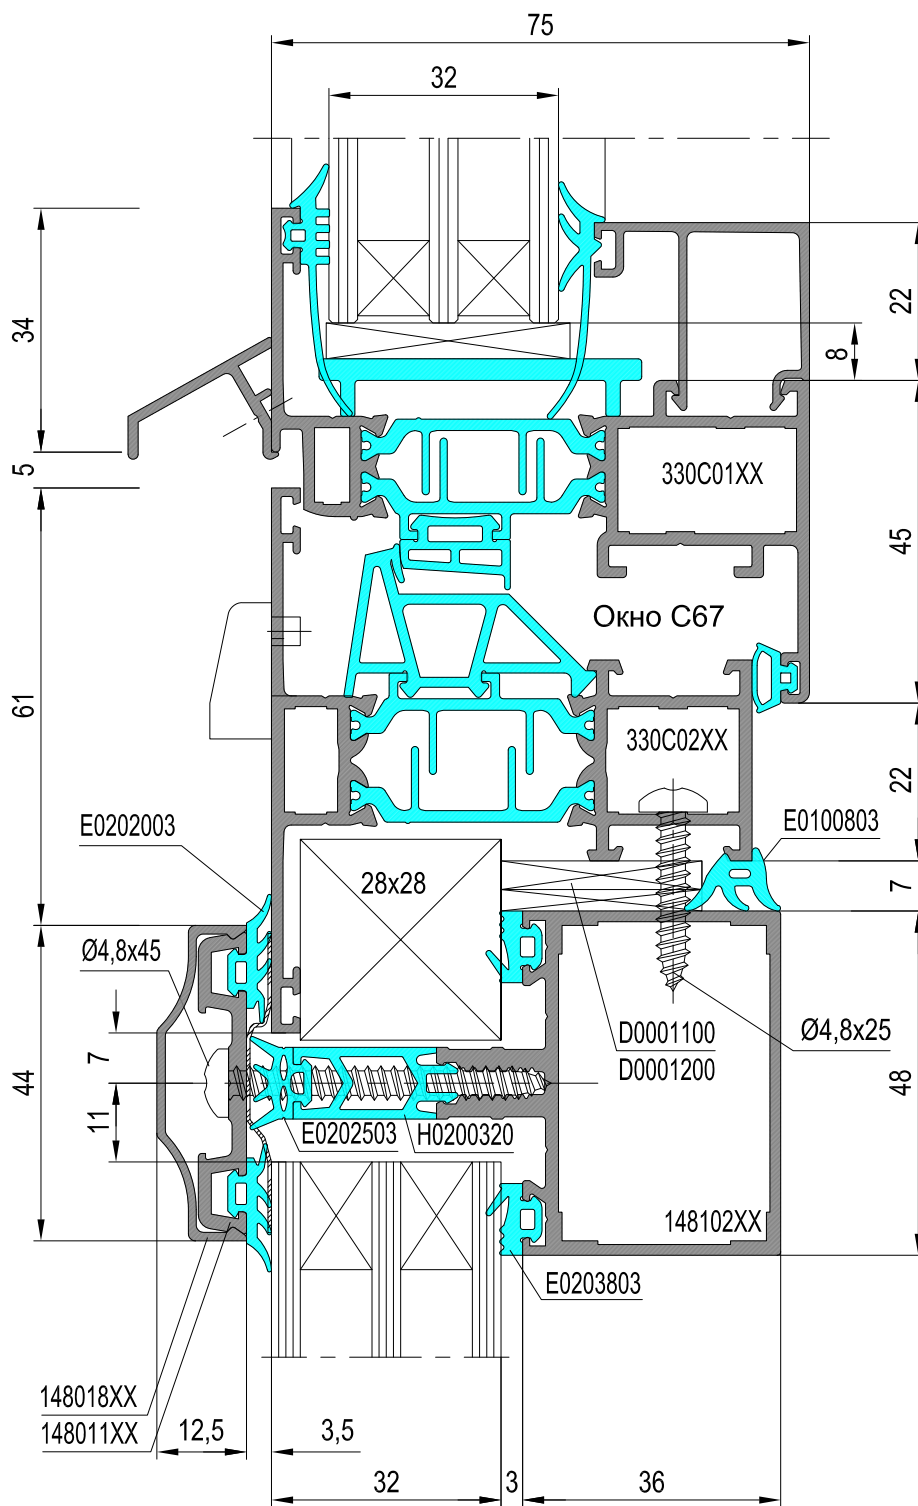 75
32
34
22
8
5
330C01XX
45
Окно С67
61
330C02XX
22
E0202003
E0100803
28x28
7
Ø4,8x45
D0001100
D0001200
Ø4,8x25
7
44
11
48
E0202503
H0200320
148102XX
E0203803
148018XX
148011XX
12,5
3,5
32
3
36